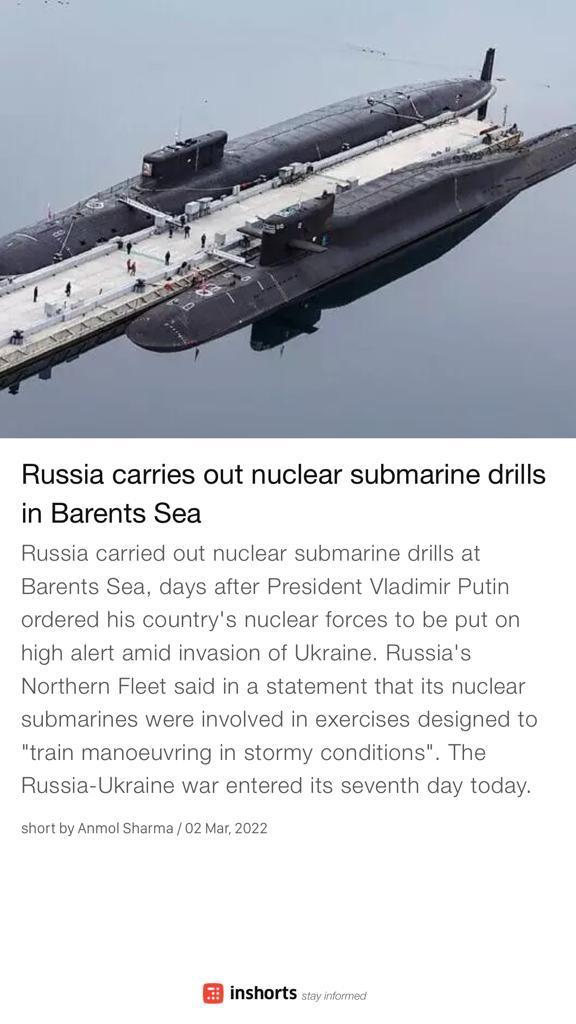 Russia carries out nuclear submarine drills
in Barents Sea
Russia carried out nuclear submarine drills at
Barents Sea, days after President Vladimir Putin
ordered his country's nuclear forces to be put on
high alert amid invasion of Ukraine. Russia's
Northern Fleet said in a statement that its nuclear
submarines were involved in exercises designed to
"train manoeuvring in stormy conditions". The
Russia-Ukraine war entered its seventh day today.
short by Anmol Sharma / 02 Mar, 2022
inshorts stay informed